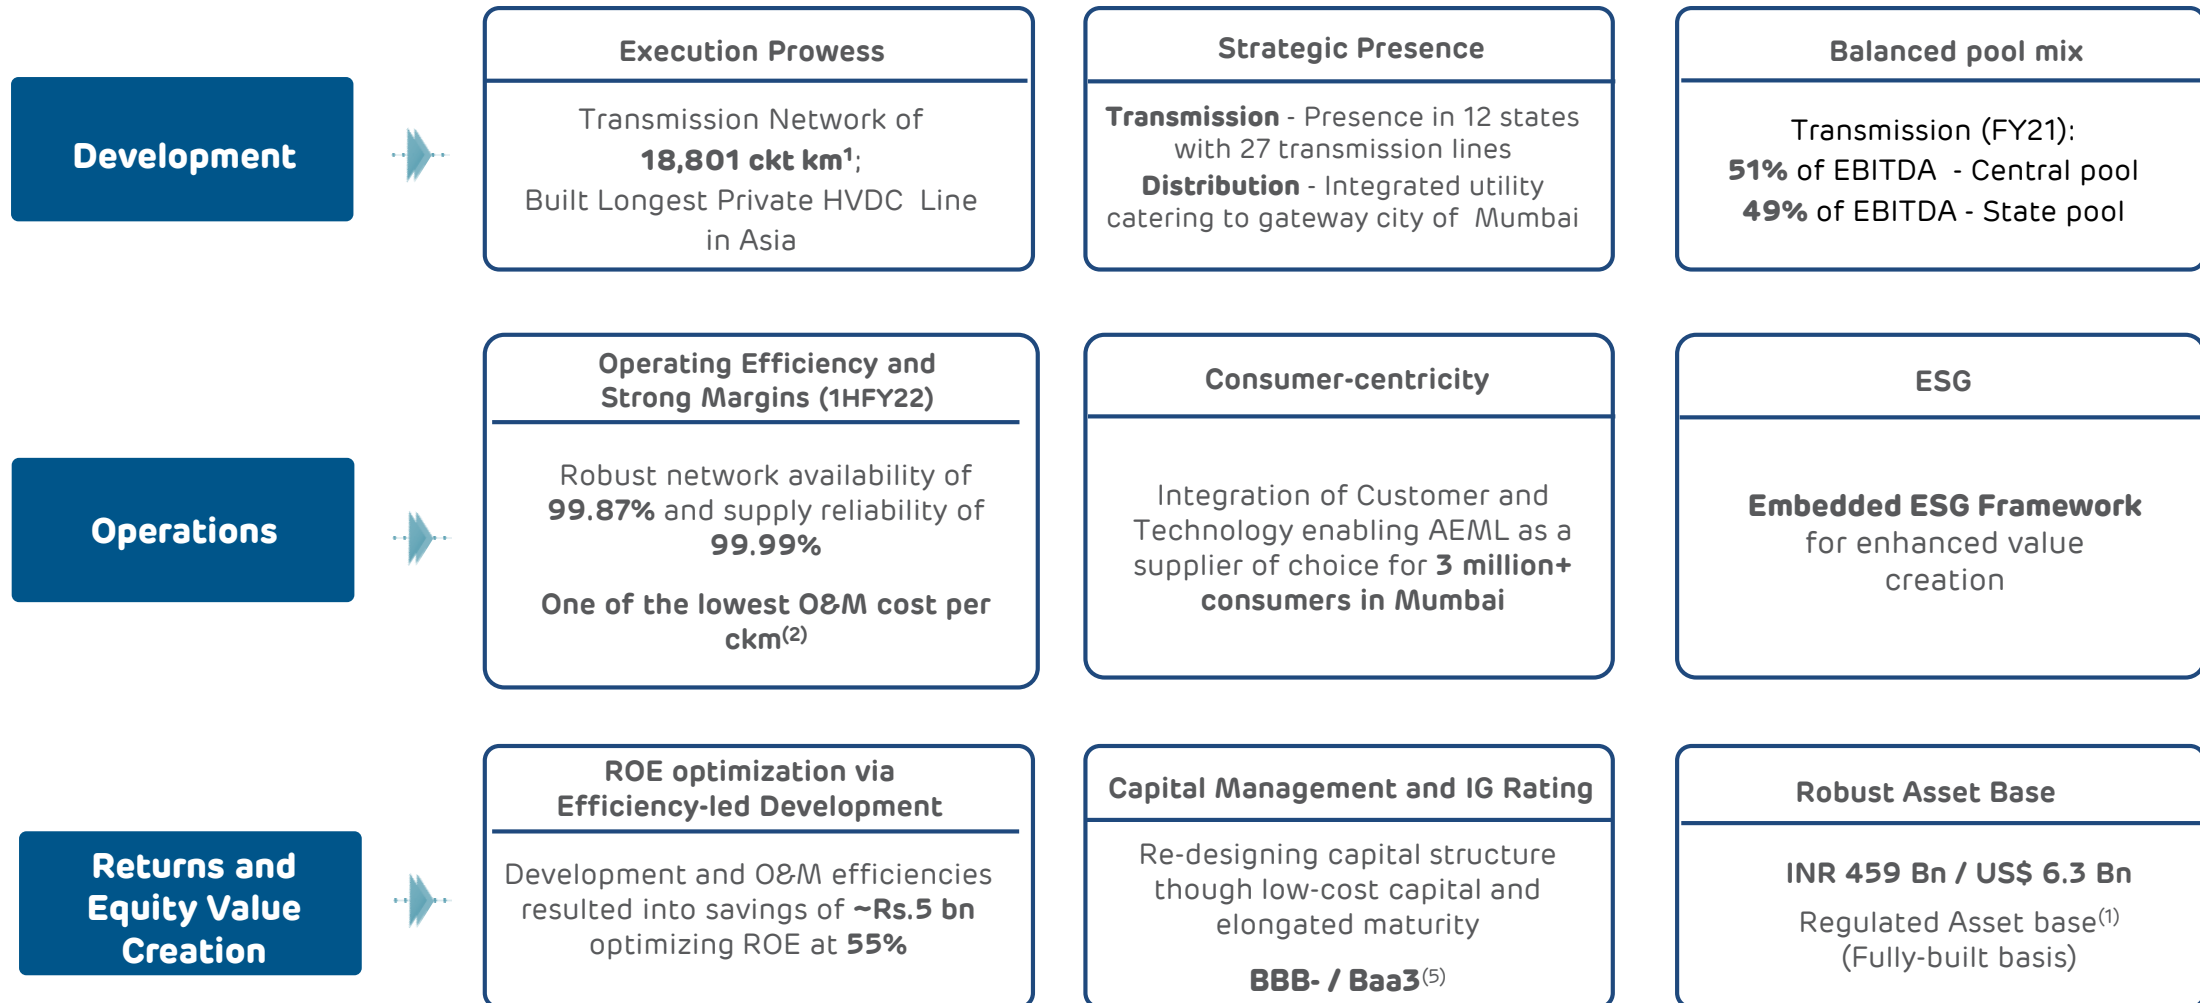 Development
Execution Prowess
Transmission Network of
18,801 ckt km¹;
Built Longest Private HVDC Line
in Asia
Strategic Presence
Transmission - Presence in 12 states
with 27 transmission lines
Distribution - Integrated utility
catering to gateway city of Mumbai
Balanced pool mix
Transmission (FY21):
51% of EBITDA - Central pool
49% of EBITDA - State pool
Operations
Operating Efficiency and
Strong Margins (1HFY22)
Robust network availability of
99.87% and supply reliability of
99.99%
One of the lowest O&M cost per
ckm(2)
Consumer-centricity
Integration of Customer and
Technology enabling AEML as a
supplier of choice for 3 million+
consumers in Mumbai
ESG
Embedded ESG Framework
for enhanced value
creation
Returns and
Equity Value
Creation
ROE optimization via
Efficiency-led Development
Development and O&M efficiencies
resulted into savings of ~Rs.5 bn
optimizing ROE at 55%
Capital Management and IG Rating
Re-designing capital structure
though low-cost capital and
elongated maturity
BBB- / Baa3(5)
Robust Asset Base
INR 459 Bn / US$ 6.3 Bn
Regulated Asset base(1)
(Fully-built basis)